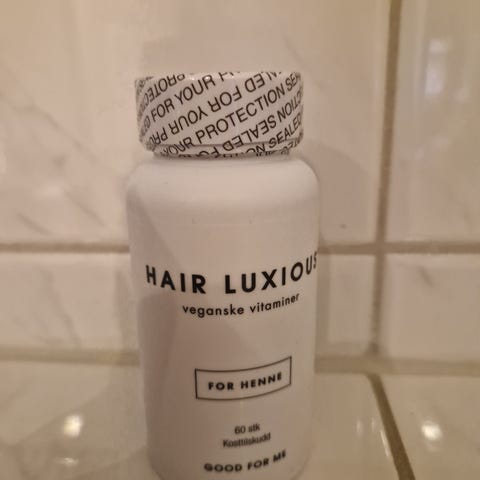 SEALED FOR YOUR PROTECTION
HAIR LUXIOUS
veganske vitaminer
FOR HENNE
60 stk
Kosttilskudd
GOOD FOR ME